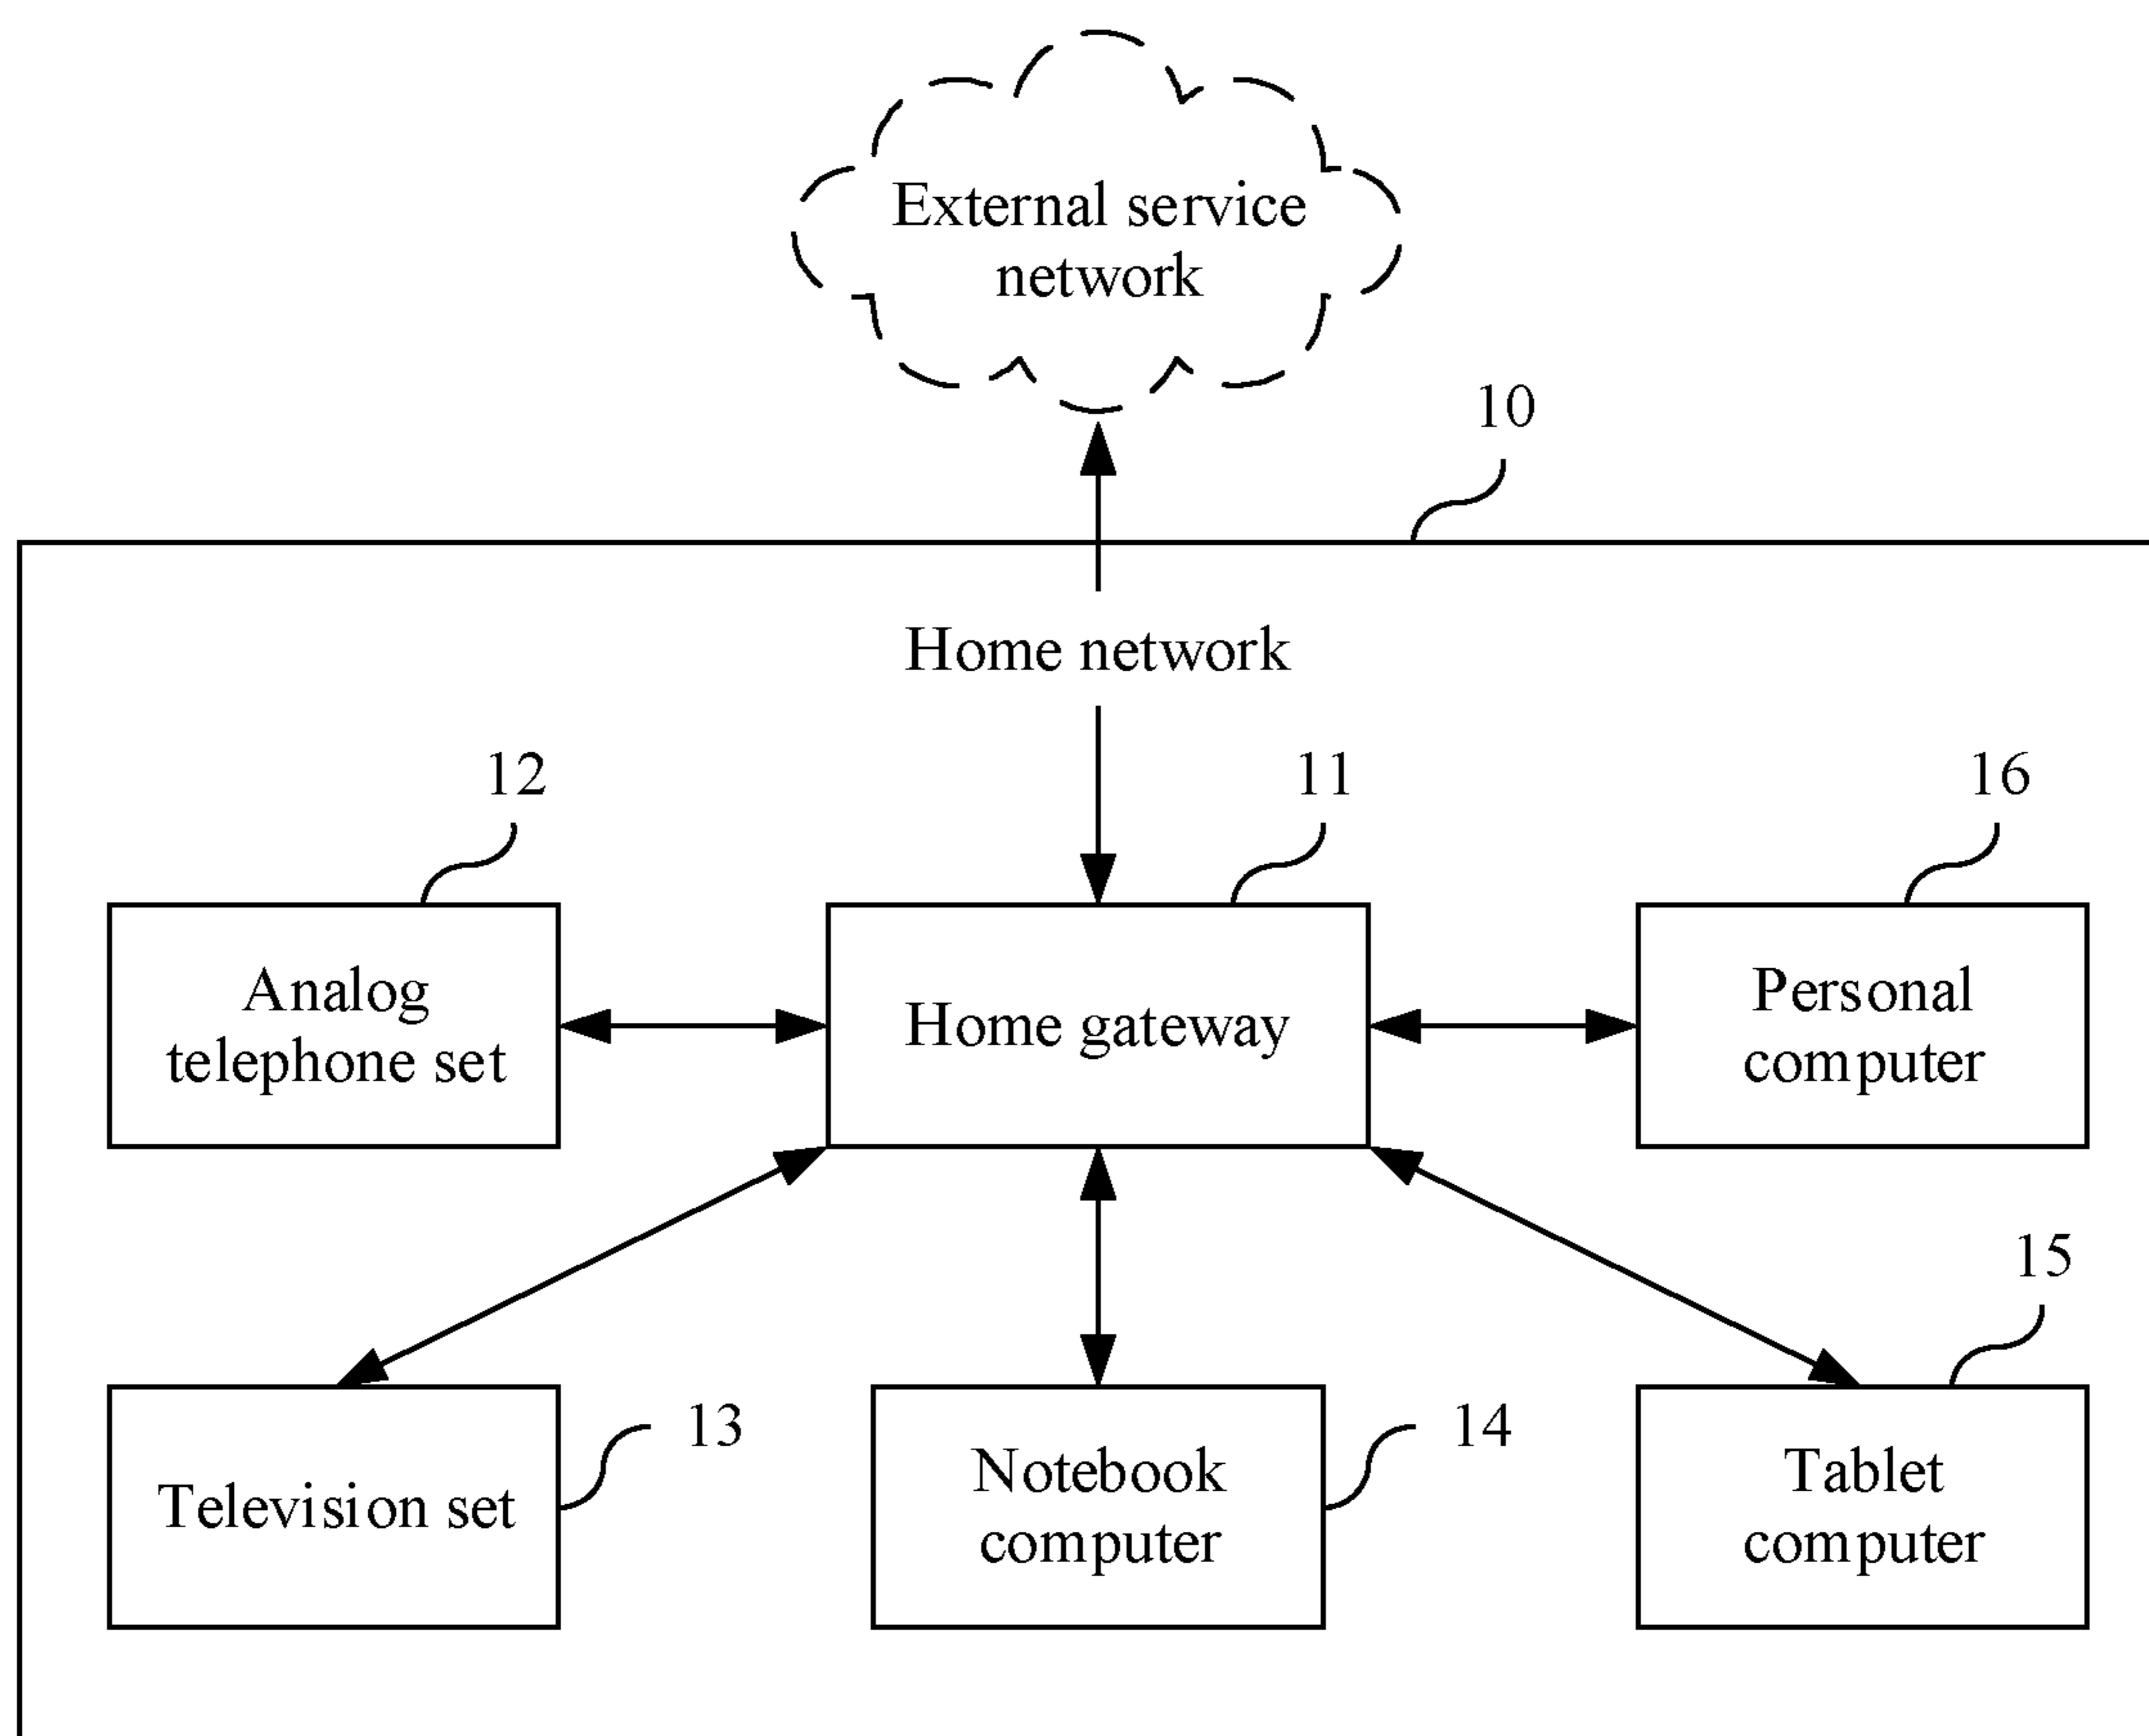 External service
network
10
Home network
12
11
16
Analog
telephone set
Home gateway
Personal
computer
15
13
14
Television set
Notebook
computer
Tablet
computer